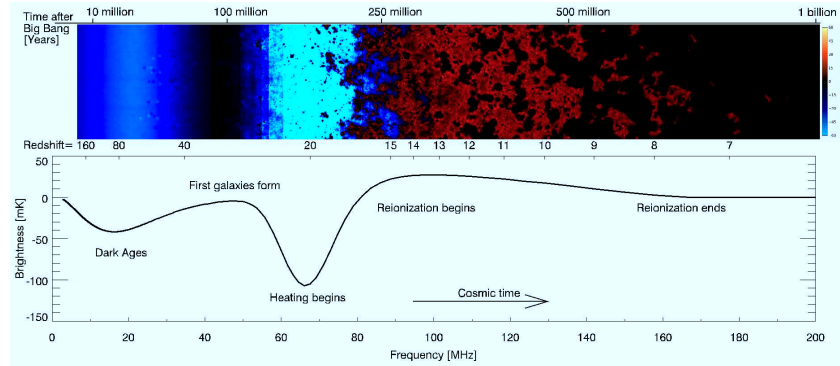 Time after 10 million 100 million 250 million 500 million 1 billion
Big Bang
[Years]
Redshift= 160 80 40 20 15 14 13 12 11 10 9 8 7
50
First galaxies form
0
Reionization begins Reionization ends
Brightness [mK]
-50
Dark Ages
-100
Heating begins Cosmic time
-150
0 20 40 60 80 100 120 140 160 180 200
Frequency [MHz]